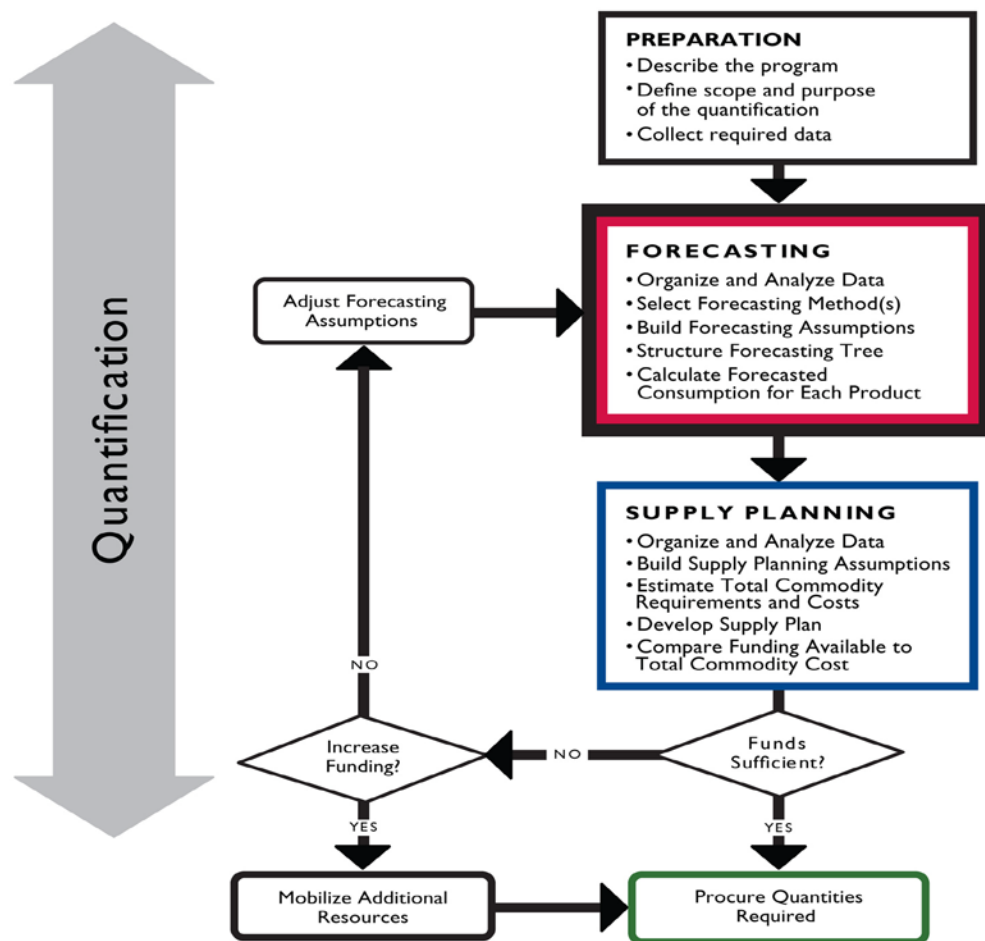 Quantification
PREPARATION
• Describe the program
• Define scope and purpose
of the quantification
• Collect required data
FORECASTING
• Organize and Analyze Data
• Select Forecasting Method(s)
• Build Forecasting Assumptions
• Structure Forecasting Tree
• Calculate Forecasted
Consumption for Each Product
Adjust Forecasting
Assumptions
SUPPLY PLANNING
• Organize and Analyze Data
• Build Supply Planning Assumptions
• Estimate Total Commodity
Requirements and Costs
• Develop Supply Plan
• Compare Funding Available to
Total Commodity Cost
NO
Increase
Funding?
NO
Funds
Sufficient?
YES
YES
Mobilize Additional
Resources
Procure Quantities
Required